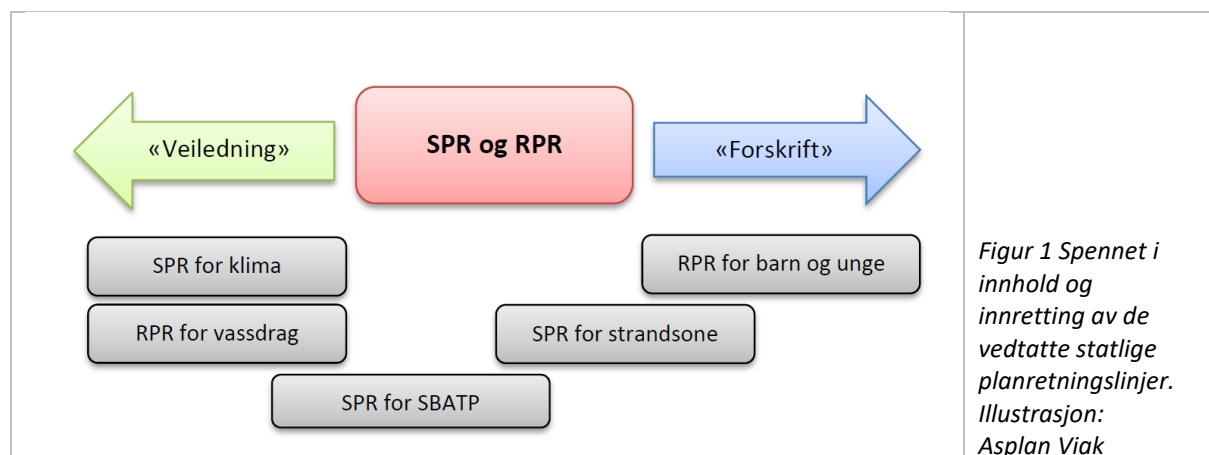 «Veiledning»
SPR og RPR
«Forskrift»
SPR for klima
RPR for barn og unge
RPR for vassdrag
SPR for strandsone
SPR for SBATP
Figur 1 Spennet i
innhold og
innretting av de
vedtatte statlige
planretningslinjer.
Illustrasjon:
Asplan Viak